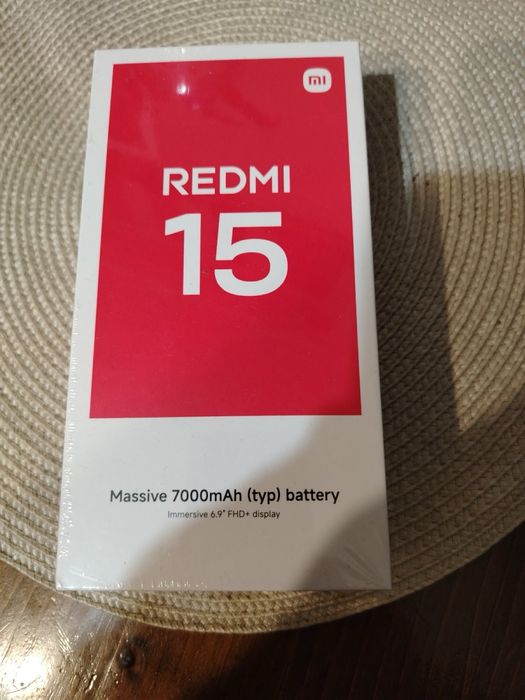 mi
REDMI
15
Massive 7000mAh (typ) battery
Immersive 6.9" FHD+ display